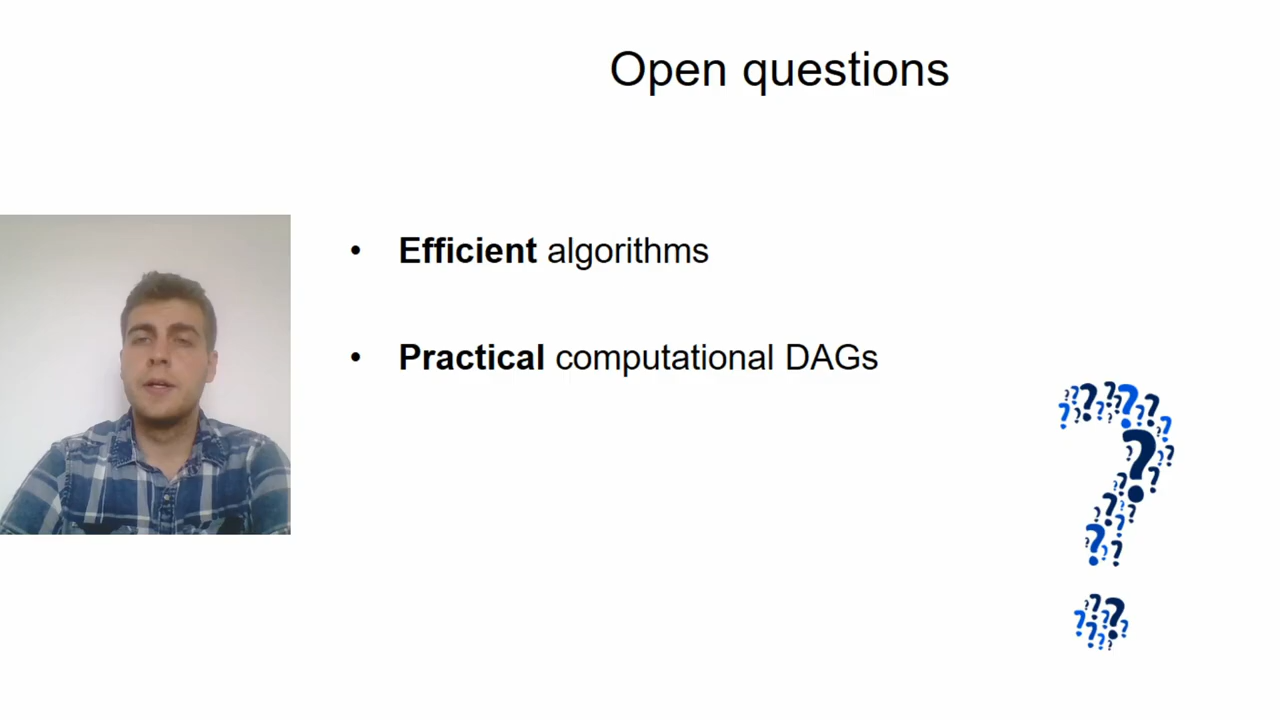 Open questions
• Efficient algorithms
• Practical computational DAGs